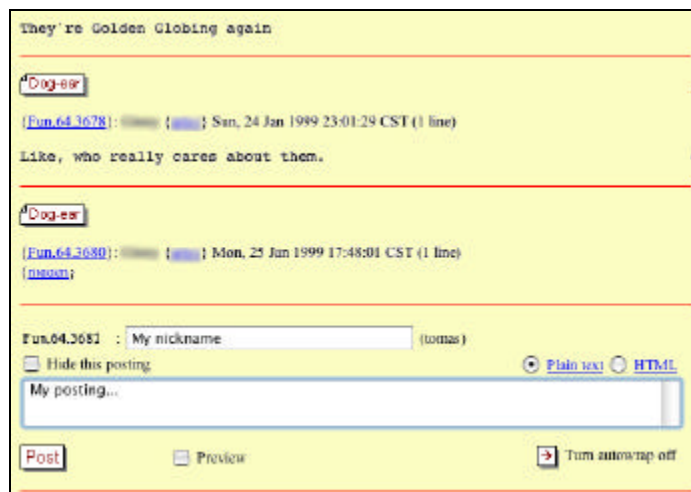 They're Golden Globing again
Dog-ear
(Fun.64.3678): { } Sun, 24 Jan 1999 23:01:29 CST (1 line)
Like, who really cares about them.
Dog-ear
(Fun.64.3680): { } Mon, 25 Jan 1999 17:48:01 CST (1 line)
Fun.64.3681 : My nickname (tomas)
Hide this posting Plain text HTML
My posting...
Post Preview Turn autowrap off